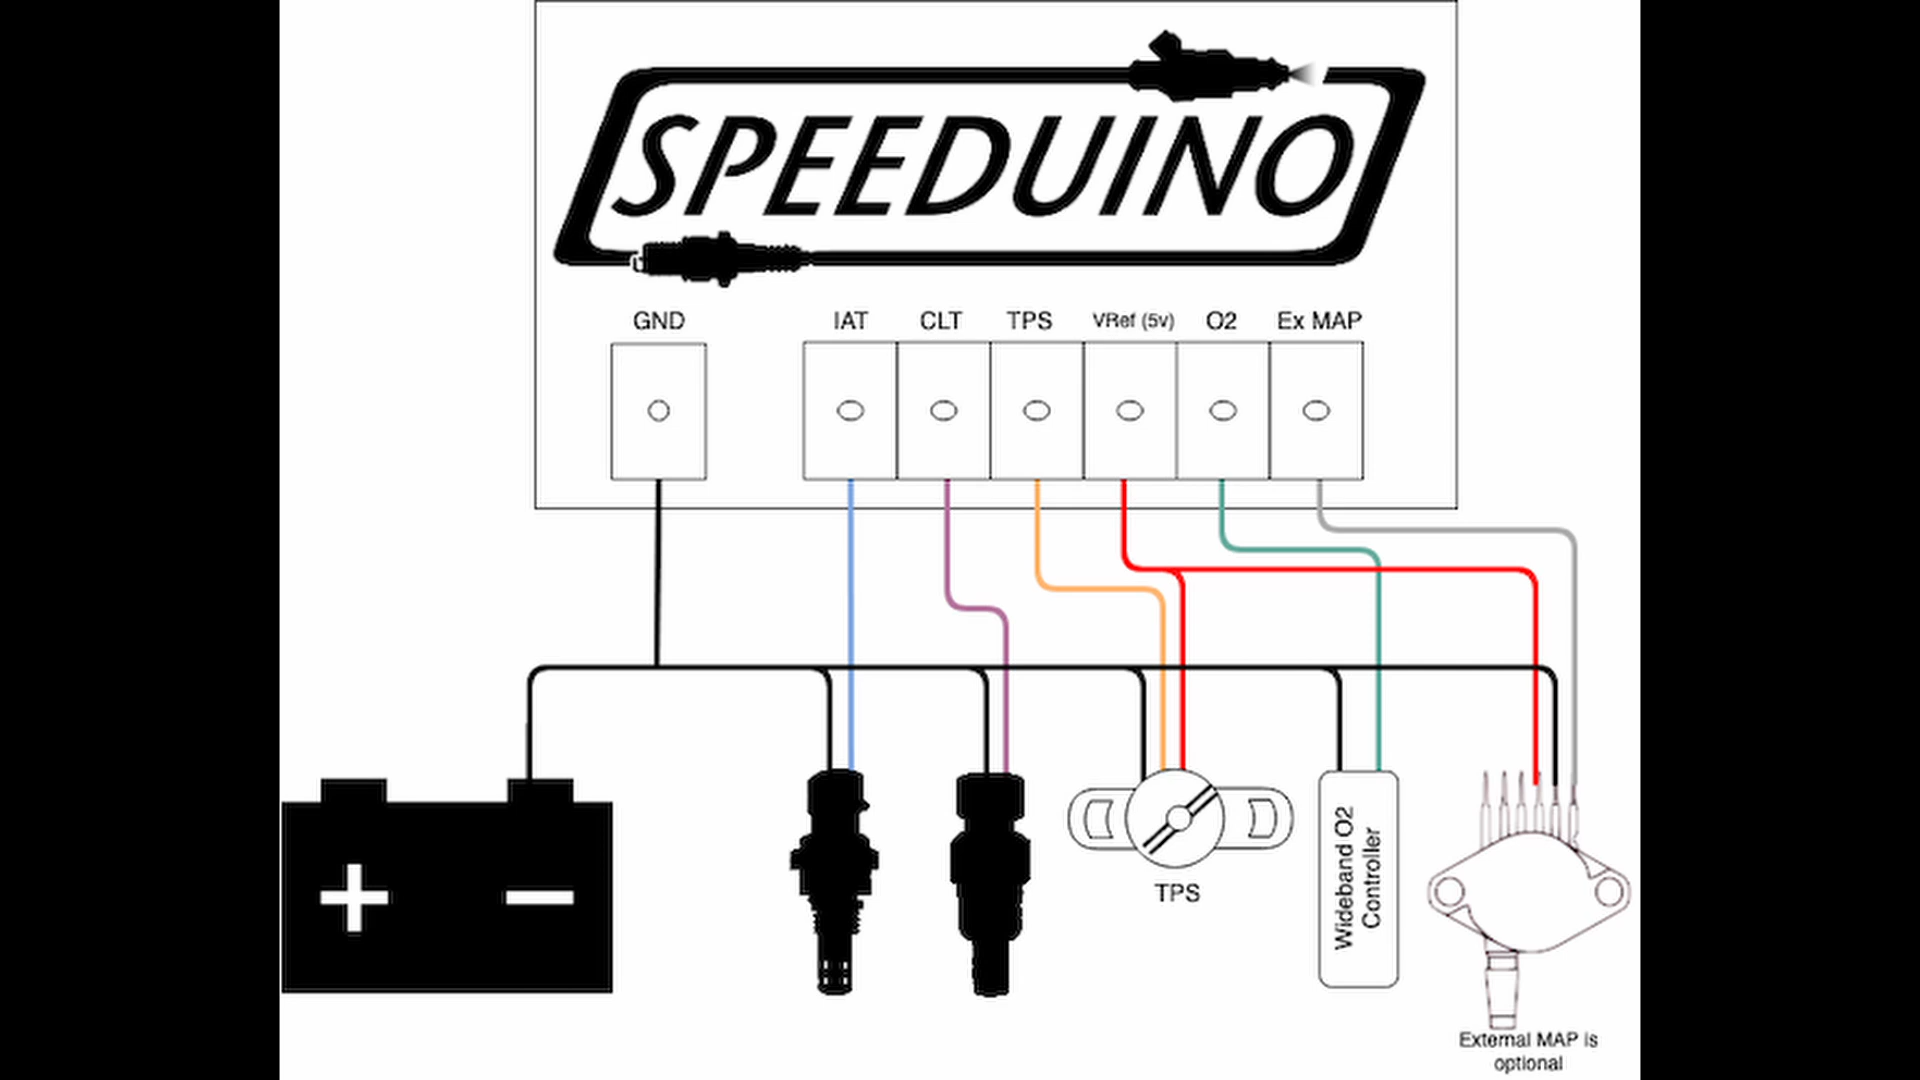 SPEEDUINO
GND
IAT
CLT
TPS
VRef (5v)
O2
Ex MAP
TPS
Wideband O2
Controller
External MAP is
optional